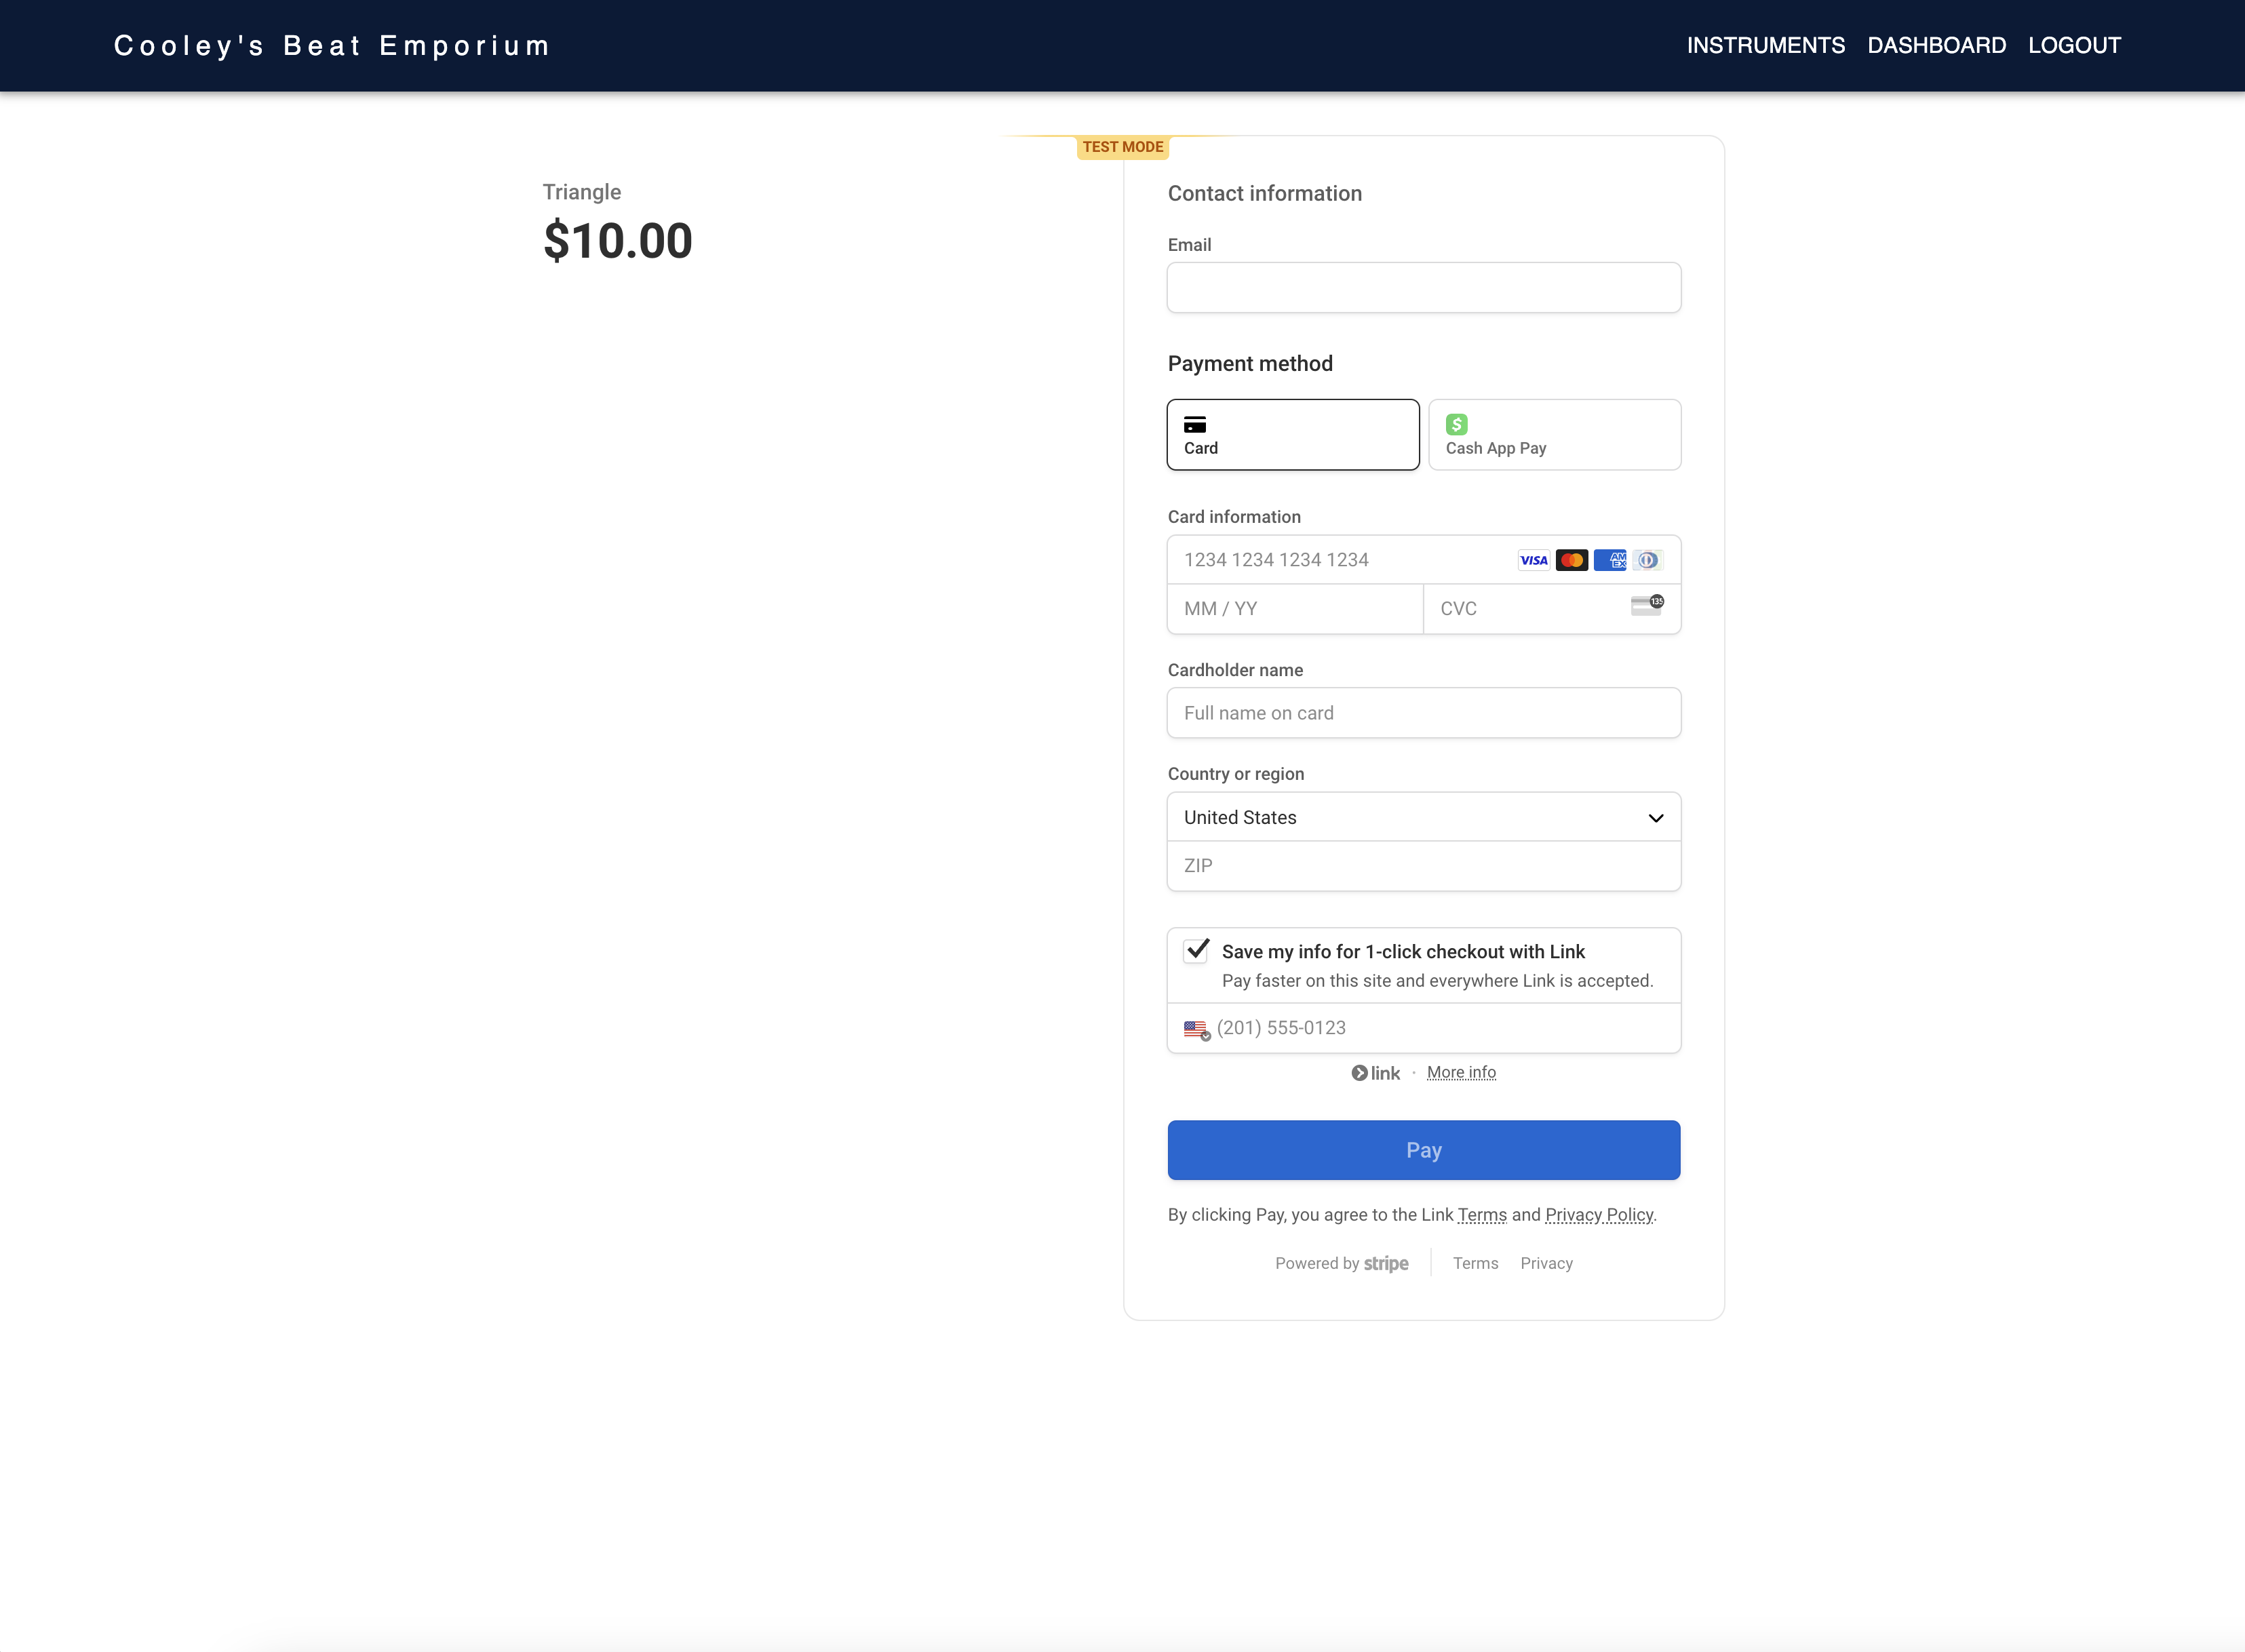 Cooley's Beat Emporium
INSTRUMENTS DASHBOARD LOGOUT
TEST MODE
Triangle
$10.00
Contact information
Email
Payment method
Card
$
Cash App Pay
Card information
1234 1234 1234 1234
VISA
AM
EX
MM / YY
CVC
135
Cardholder name
Full name on card
Country or region
United States
ZIP
Save my info for 1-click checkout with Link
Pay faster on this site and everywhere Link is accepted.
(201) 555-0123
link · More info
Pay
By clicking Pay, you agree to the Link Terms and Privacy Policy.
Powered by stripe
Terms Privacy